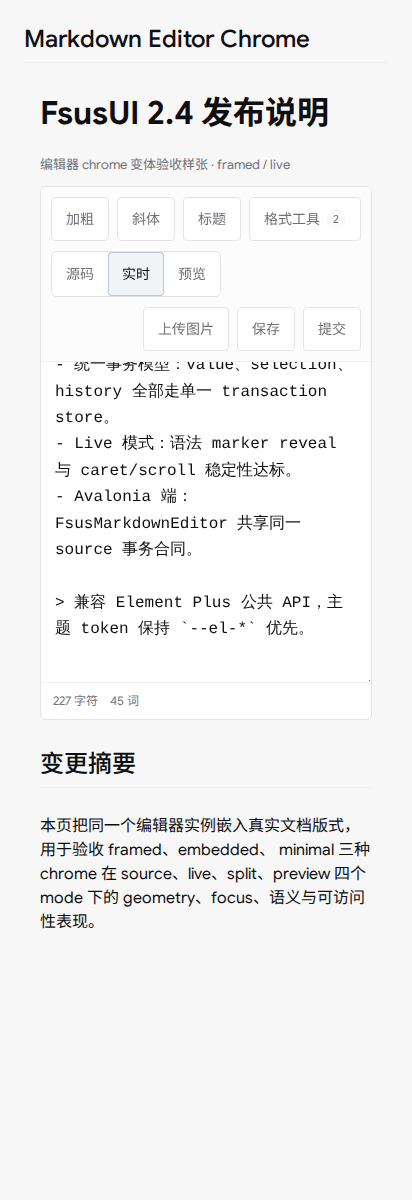 Markdown Editor Chrome
FsusUI 2.4 发布说明
编辑器 chrome 变体验收样张 · framed / live
加粗 斜体 标题 格式工具 2
源码 实时 预览
上传图片 保存 提交
- 统一事务模型：value、selection、
history 全部走单一 transaction
store。
- Live 模式：语法 marker reveal
与 caret/scroll 稳定性达标。
- Avalonia 端：
FsusMarkdownEditor 共享同一
source 事务合同。
> 兼容 Element Plus 公共 API，主
题 token 保持 `--el-*` 优先。
227 字符 45 词
变更摘要
本页把同一个编辑器实例嵌入真实文档版式，
用于验收 framed、embedded、 minimal 三种
chrome 在 source、live、split、preview 四个
mode 下的 geometry、focus、语义与可访问
性表现。